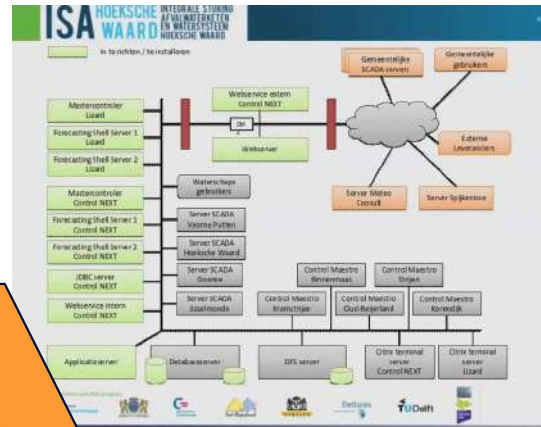 ISA HOEKSCHE WAARD
INTEGRALE STURING
AFVALWATERKETEN
EN WATERSYSTEEM
HOEKSCHE WAARD
In te richten / te installeren
Gemeentelijke
SCADA servers
Gemeentelijke
gebruikers
Webservice extern
Control NEXT
Mastercontroler
Lizard
Forecasting Shell Server 1
Lizard
Forecasting Shell Server 2
Lizard
Webserver
Externe
Leveranciers
Server Meteo
Consult
Server Spijkenisse
Mastercontroler
Control NEXT
Forecasting Shell Server 1
Control NEXT
Forecasting Shell Server 2
Control NEXT
JDBC server
Control NEXT
Webservice intern
Control NEXT
Waterschaps
gebruikers
Server SCADA
Voorne Putten
Server SCADA
Hoeksche Waard
Server SCADA
Goeree
Server SCADA
IJsselmonde
Control Maestro
Binnenmaas
Control Maestro
Strijen
Control Maestro
Kromstrijen
Control Maestro
Oud-Beijerland
Control Maestro
Korendijk
Applicatieserver
Databaseserver
DFS server
Citrix terminal
server
Control NEXT
Citrix terminal
server
Lizard
Deltares
TU Delft